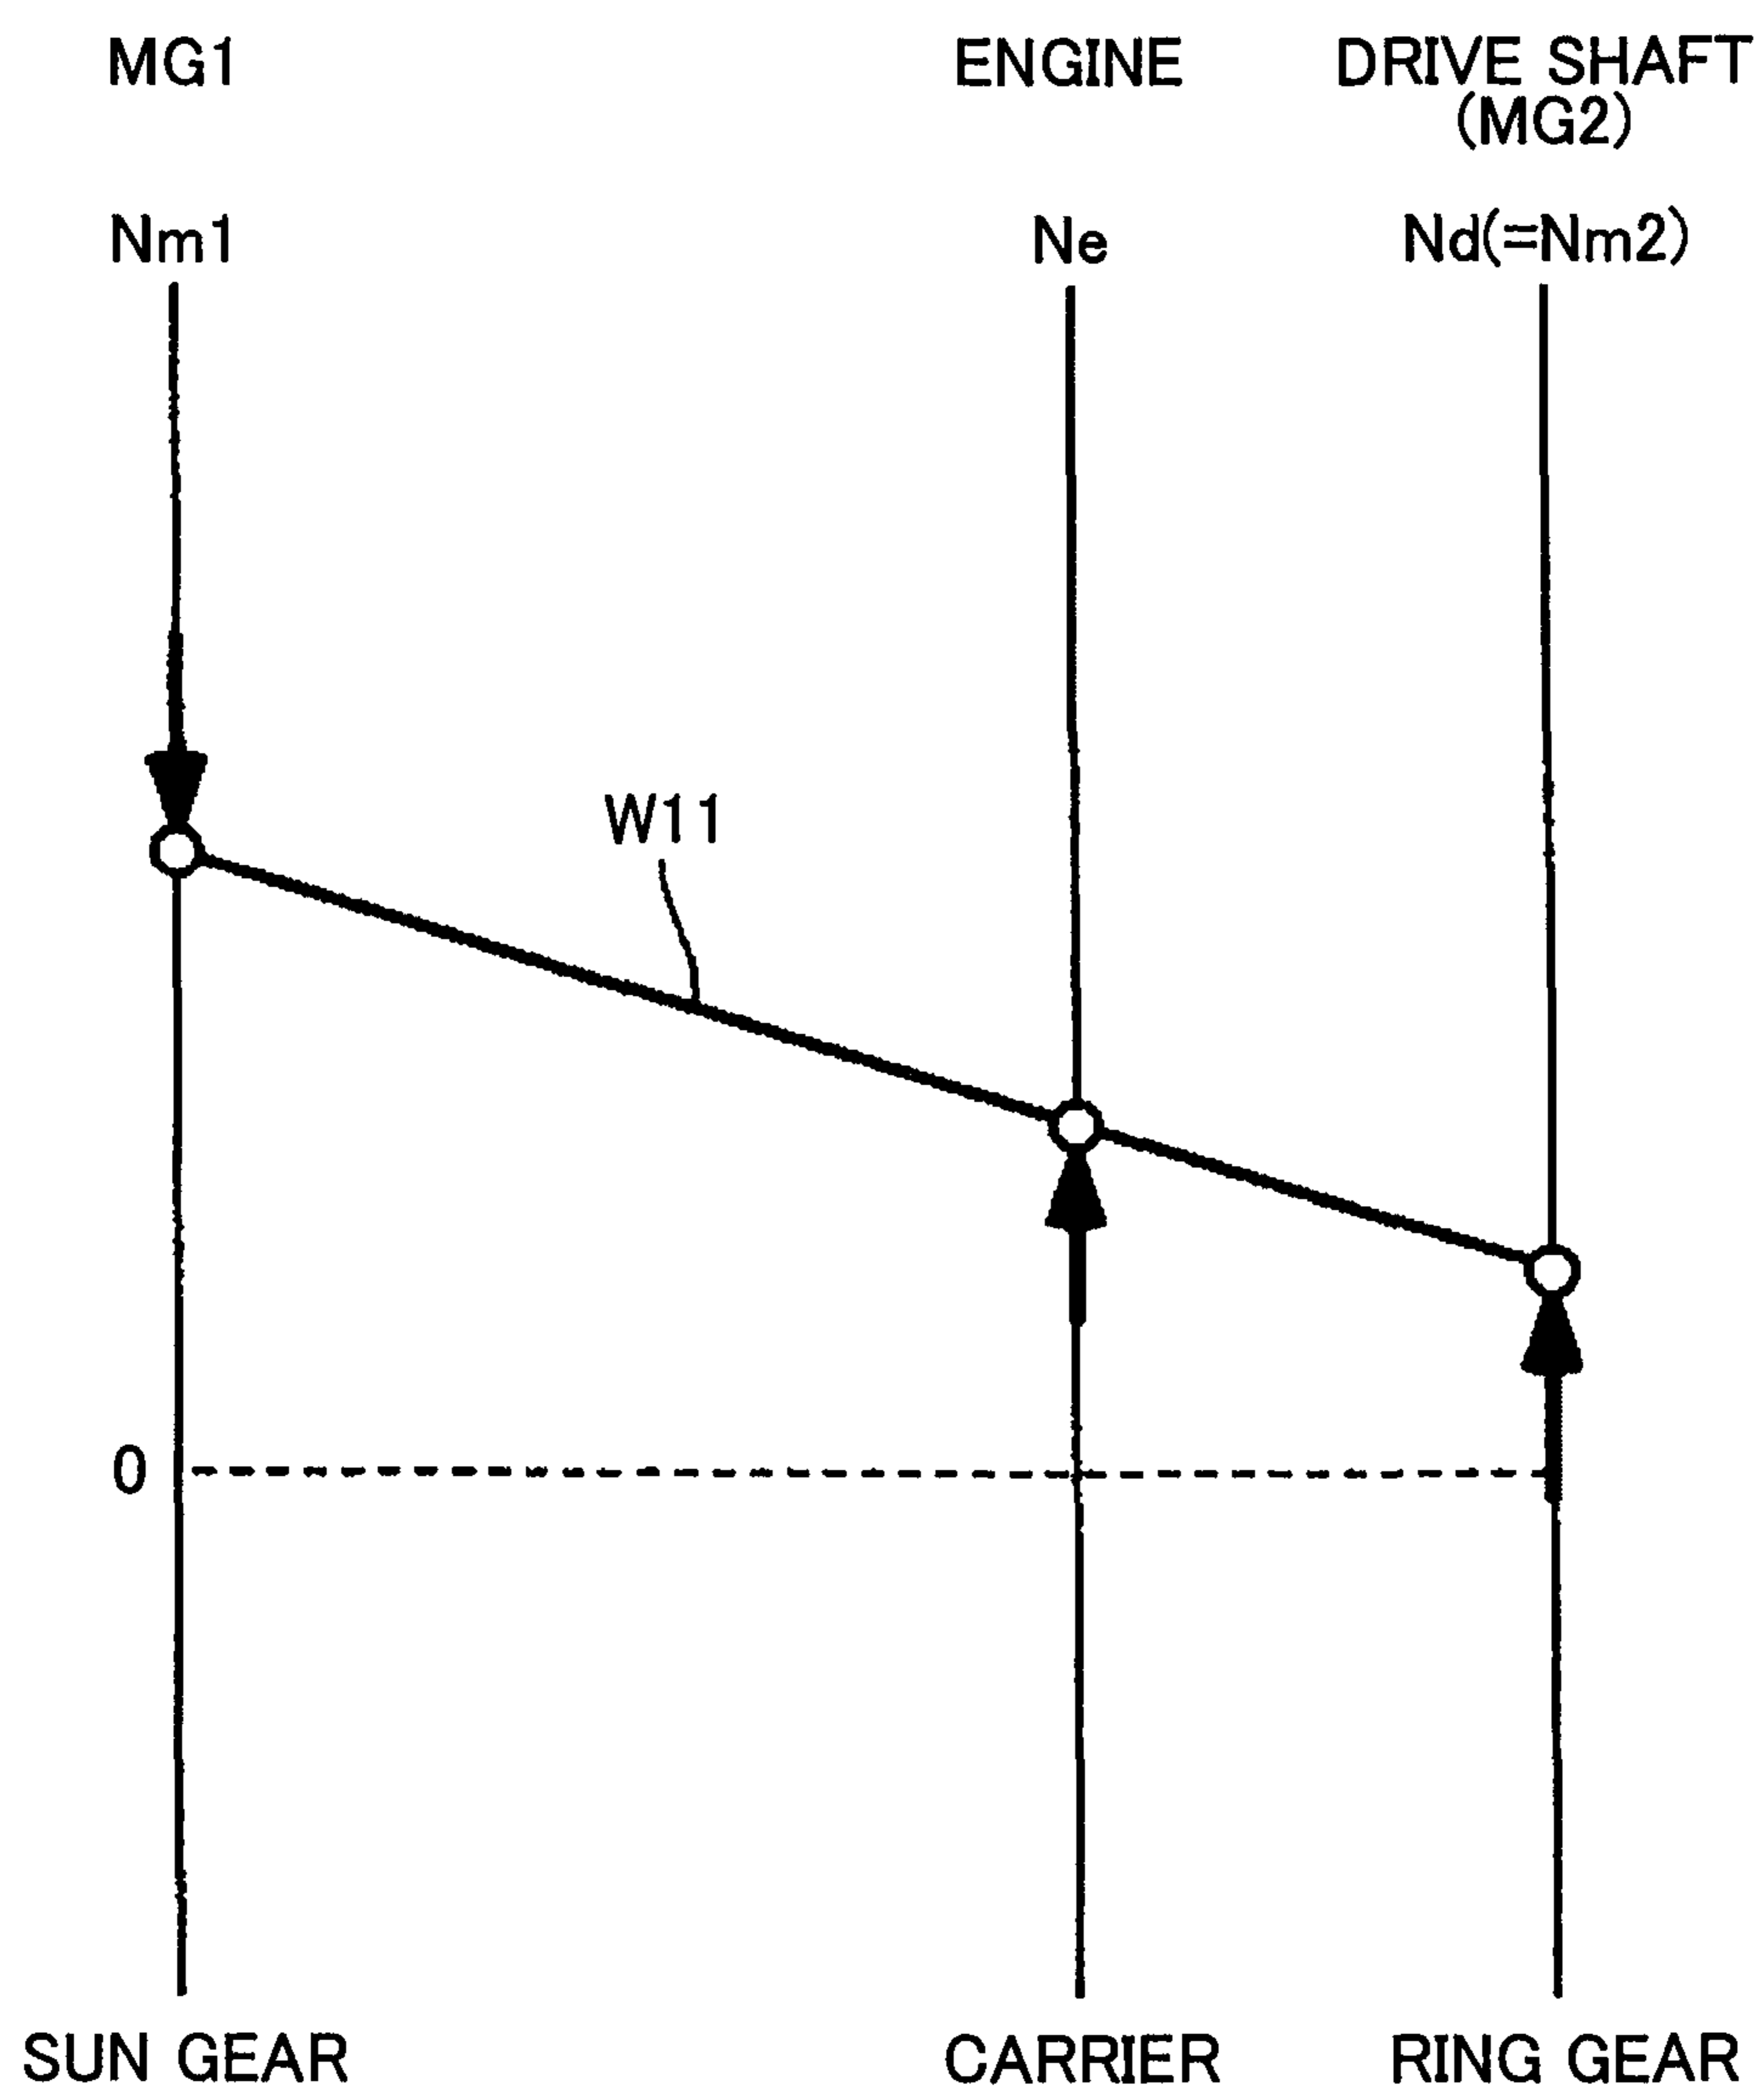 MG1 ENGINE DRIVE SHAFT
(MG2)
Nm1 Ne Nd(=Nm2)
W11
0
SUN GEAR CARRIER RING GEAR